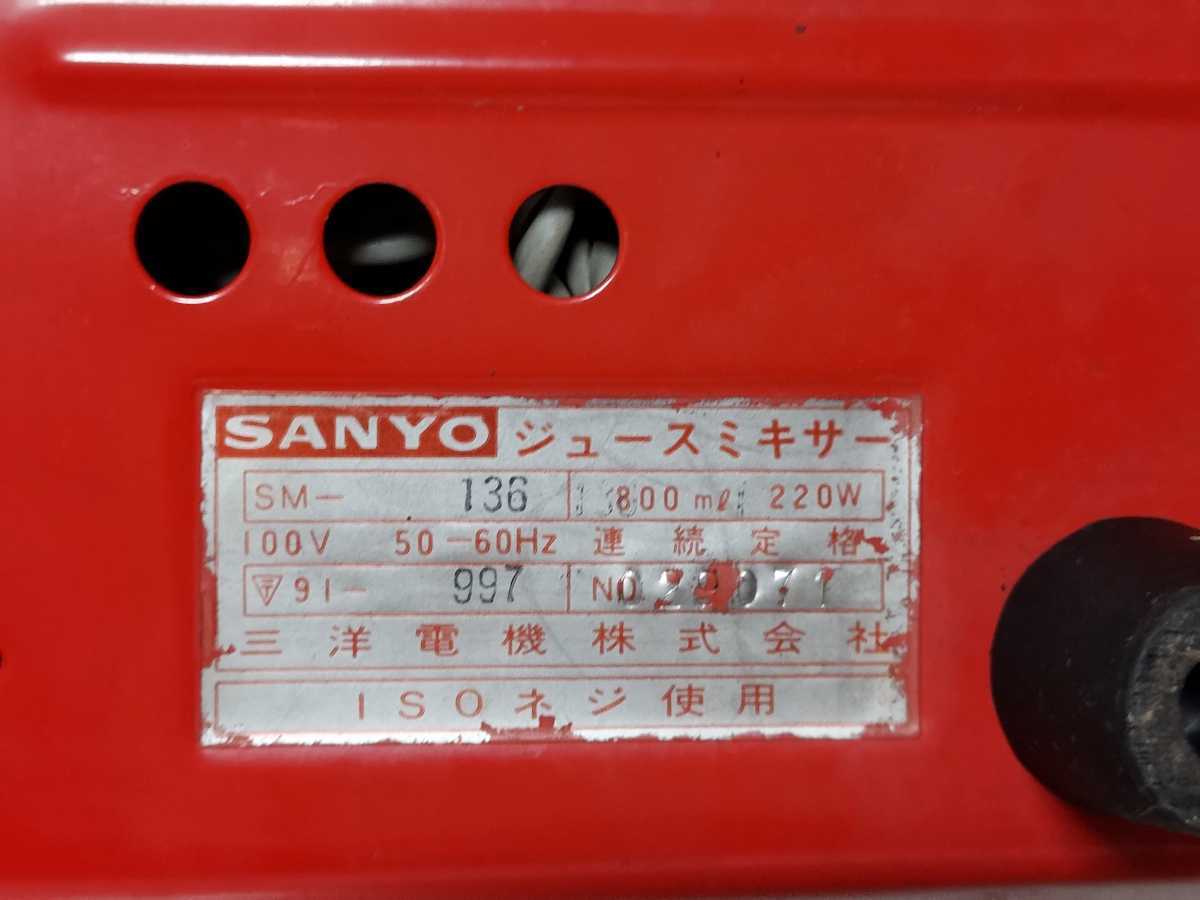 SANYO ジュースミキサー
SM- 136 800 ml 220W
100V 50-60Hz 連続定格
〒91- 997 NO
三洋電機株式会社
ISOネジ使用